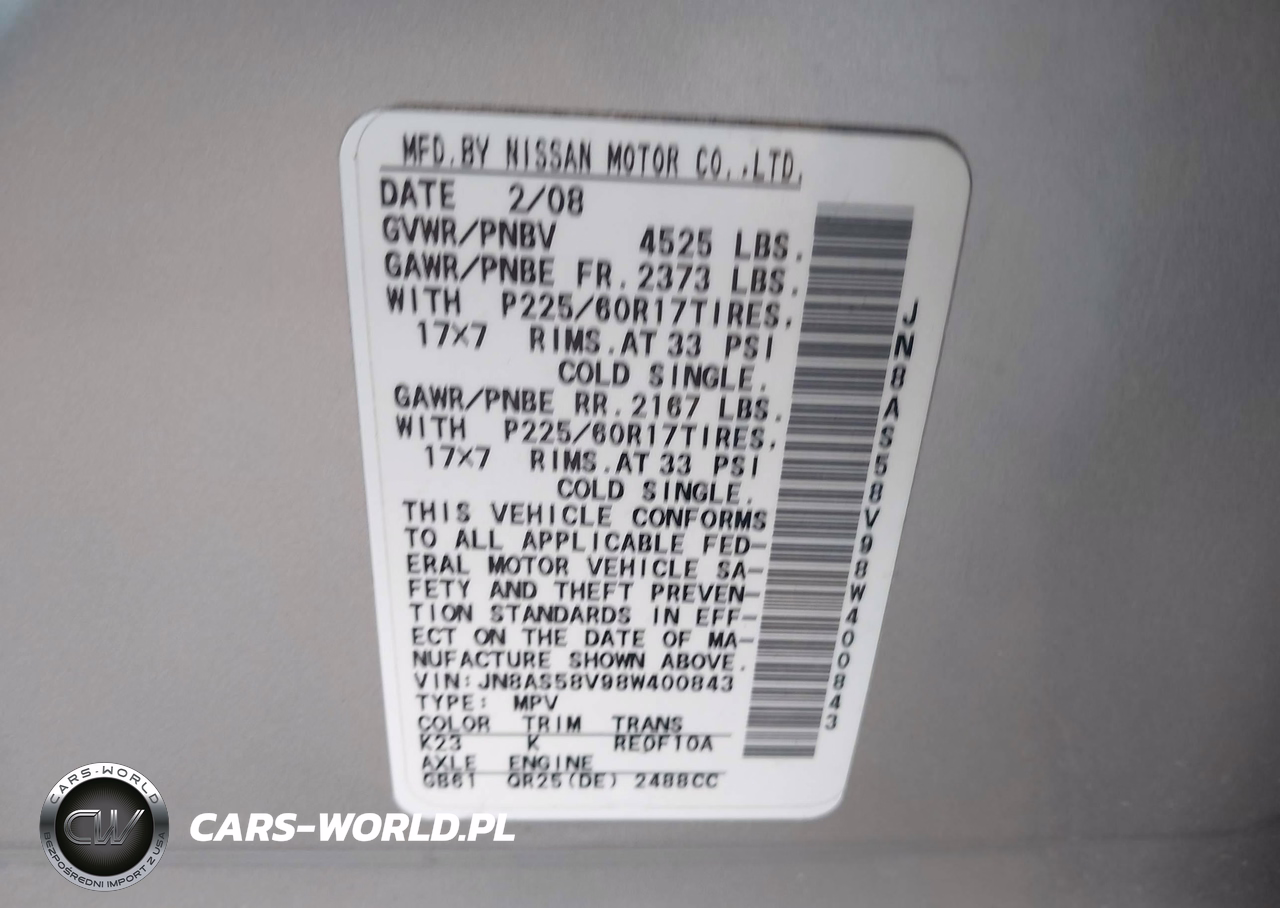 MFD.BY NISSAN MOTOR CO.,LTD.
DATE 2/08
GVWR/PNBV 4525 LBS.
GAWR/PNBE FR. 2373 LBS.
WITH P225/60R17TIRES,
17×7 RIMS.AT 33 PSI
COLD SINGLE.
GAWR/PNBE RR. 2167 LBS.
WITH P225/60R17TIRES,
17×7 RIMS.AT 33 PSI
COLD SINGLE.
THIS VEHICLE CONFORMS
TO ALL APPLICABLE FED-
ERAL MOTOR VEHICLE SA-
FETY AND THEFT PREVEN-
TION STANDARDS IN EFF-
ECT ON THE DATE OF MA-
NUFACTURE SHOWN ABOVE.
VIN:JN8AS58V98W400843
TYPE: MPV
COLOR TRIM TRANS
K23 K RE0F10A
AXLE ENGINE
GB61 QR25(DE) 2488CC
JN8AS58V98W400843
CARS-WORLD
CW
BEZPOŚREDNI IMPORT Z USA
CARS-WORLD.PL